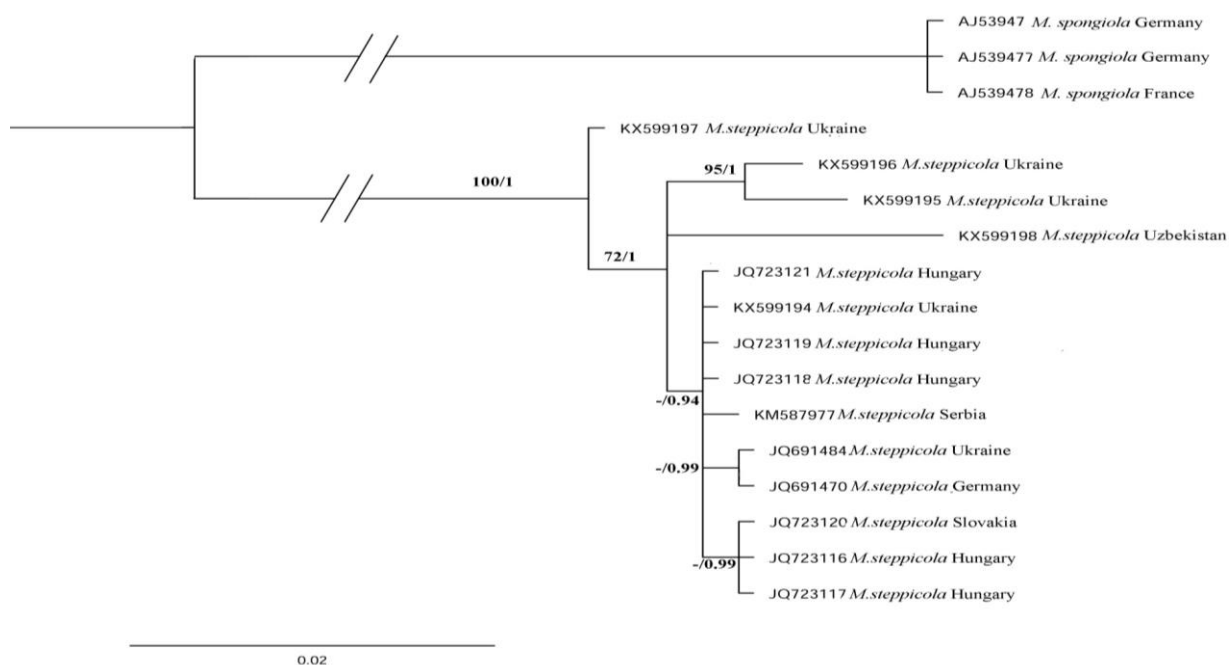 AJ53947 M. spongiola Germany
AJ539477 M. spongiola Germany
AJ539478 M. spongiola France
KX599197 M.steppicola Ukraine
100/1
95/1
KX599196 M.steppicola Ukraine
KX599195 M.steppicola Ukraine
KX599198 M.steppicola Uzbekistan
72/1
JQ723121 M.steppicola Hungary
KX599194 M.steppicola Ukraine
JQ723119 M.steppicola Hungary
JQ723118 M.steppicola Hungary
-/0.94
KM587977 M.steppicola Serbia
JQ691484 M.steppicola Ukraine
-/0.99
JQ691470 M.steppicola Germany
JQ723120 M.steppicola Slovakia
JQ723116 M.steppicola Hungary
-/0.99
JQ723117 M.steppicola Hungary
0.02